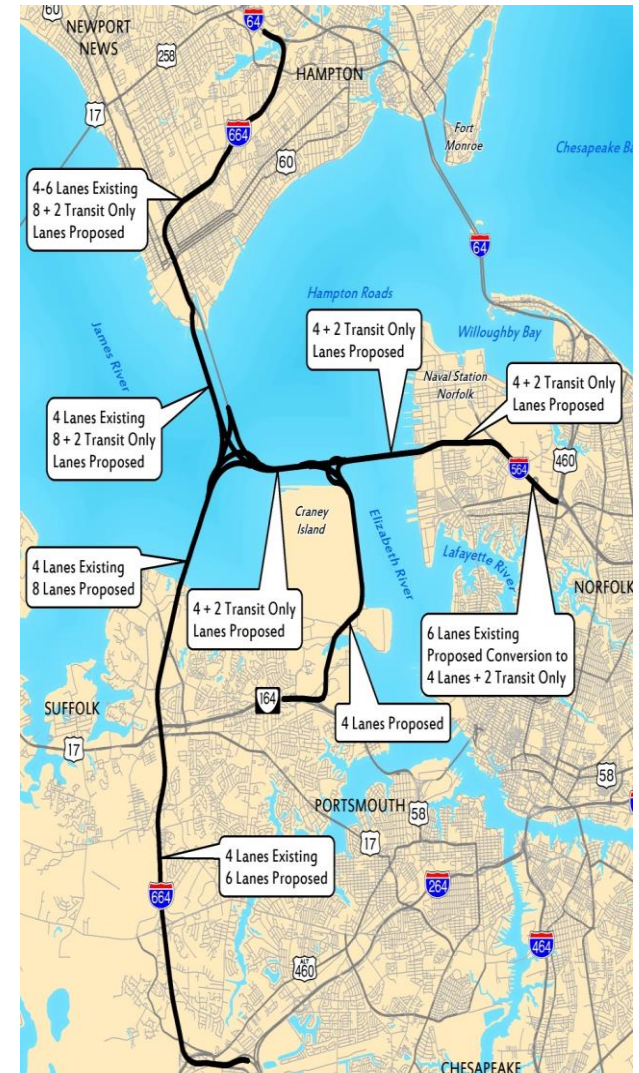 60
NEWPORT
NEWS
64
258
HAMPTON
17
664
Fort
Monroe
60
Chesapeake Ba
4-6 Lanes Existing
8 + 2 Transit Only
Lanes Proposed
64
Hampton Roads
James River
Willoughby Bay
4 + 2 Transit Only
Lanes Proposed
Naval Station
Norfolk
4 + 2 Transit Only
Lanes Proposed
4 Lanes Existing
8 + 2 Transit Only
Lanes Proposed
460
564
Craney
Island
Elizabeth River
Lafayette River
4 Lanes Existing
8 Lanes Proposed
NORFOLK
4 + 2 Transit Only
Lanes Proposed
6 Lanes Existing
Proposed Conversion to
4 Lanes + 2 Transit Only
164
SUFFOLK
4 Lanes Proposed
17
58
PORTSMOUTH
58
17
4 Lanes Existing
6 Lanes Proposed
664
264
464
ALT
460
CHESAPEAKE